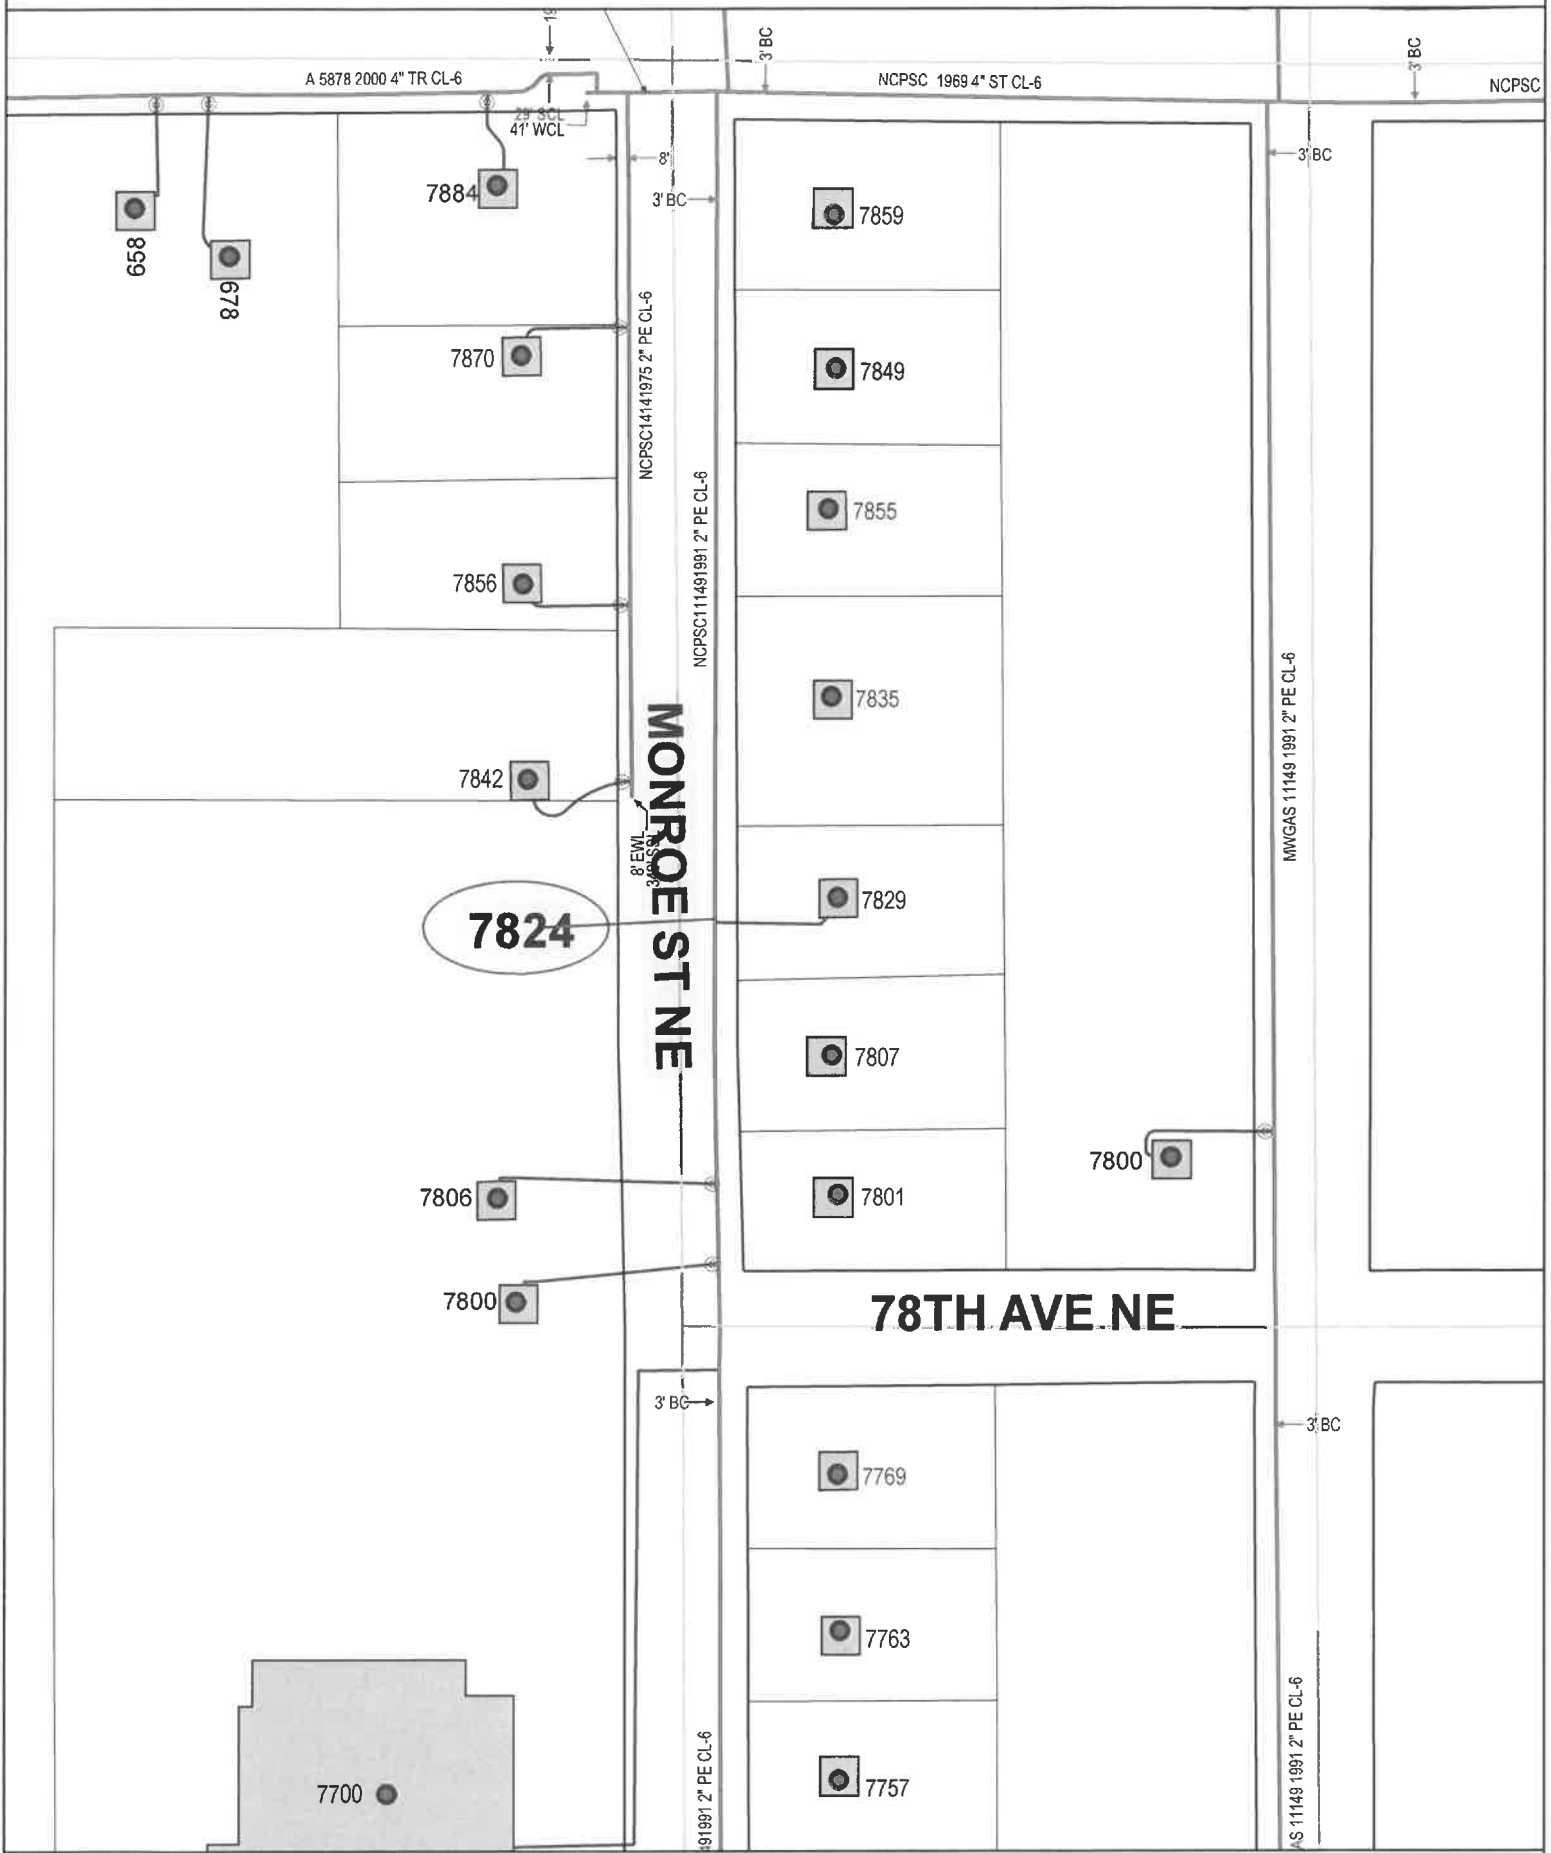 19
3' BC
3' BC
A 5878 2000 4" TR CL-6
NCPSC 1969 4" ST CL-6
NCPSC
29' SCL
41' WCL
8'
3' BC
3' BC
7884
658
678
7859
NCPSC14141975 2" PE CL-6
7870
7849
NCPSC111491991 2" PE CL-6
7855
7856
7835
MWGAS 11149 1991 2" PE CL-6
MONROE ST NE
7842
8' EWL
7824
7829
7807
7800
7806
7801
7800
78TH AVE NE
3' BC
3' BC
7769
7763
491991 2" PE CL-6
AS 11149 1991 2" PE CL-6
7700
7757